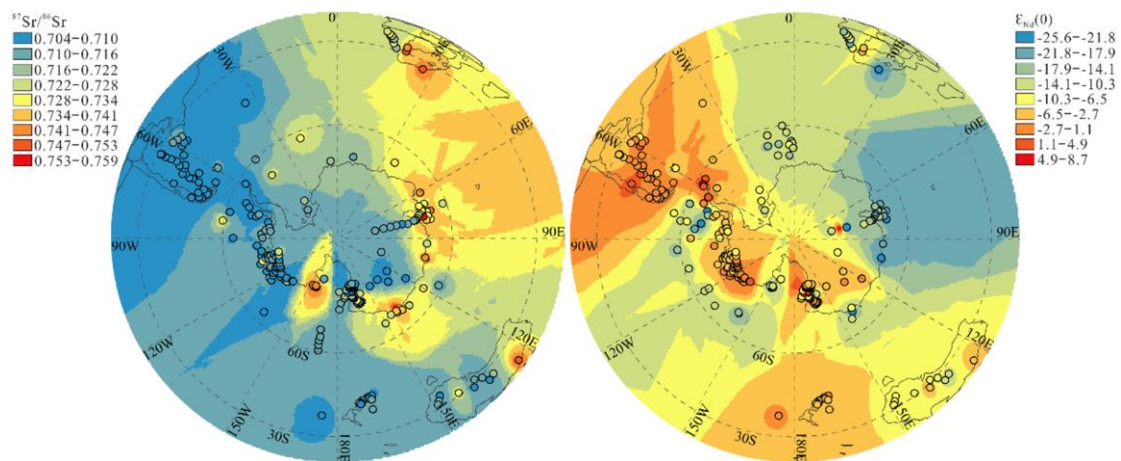 ⁸⁷Sr/⁸⁶Sr
0.704-0.710
0.710-0.716
0.716-0.722
0.722-0.728
0.728-0.734
0.734-0.741
0.741-0.747
0.747-0.753
0.753-0.759
0
30E
60E
90E
120E
150E
180E
150W
120W
90W
60W
30W
60S
30S
ƐNd(0)
-25.6--21.8
-21.8--17.9
-17.9--14.1
-14.1--10.3
-10.3--6.5
-6.5--2.7
-2.7-1.1
1.1-4.9
4.9-8.7
0
30E
60E
90E
120E
150E
180E
150W
120W
90W
60W
30W
60S
30S